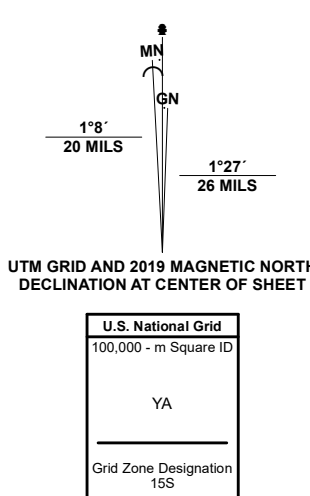 MN
GN
1°8´
20 MILS
1°27´
26 MILS
UTM GRID AND 2019 MAGNETIC NORTH
DECLINATION AT CENTER OF SHEET
U.S. National Grid
100,000 - m Square ID
YA
Grid Zone Designation
15S